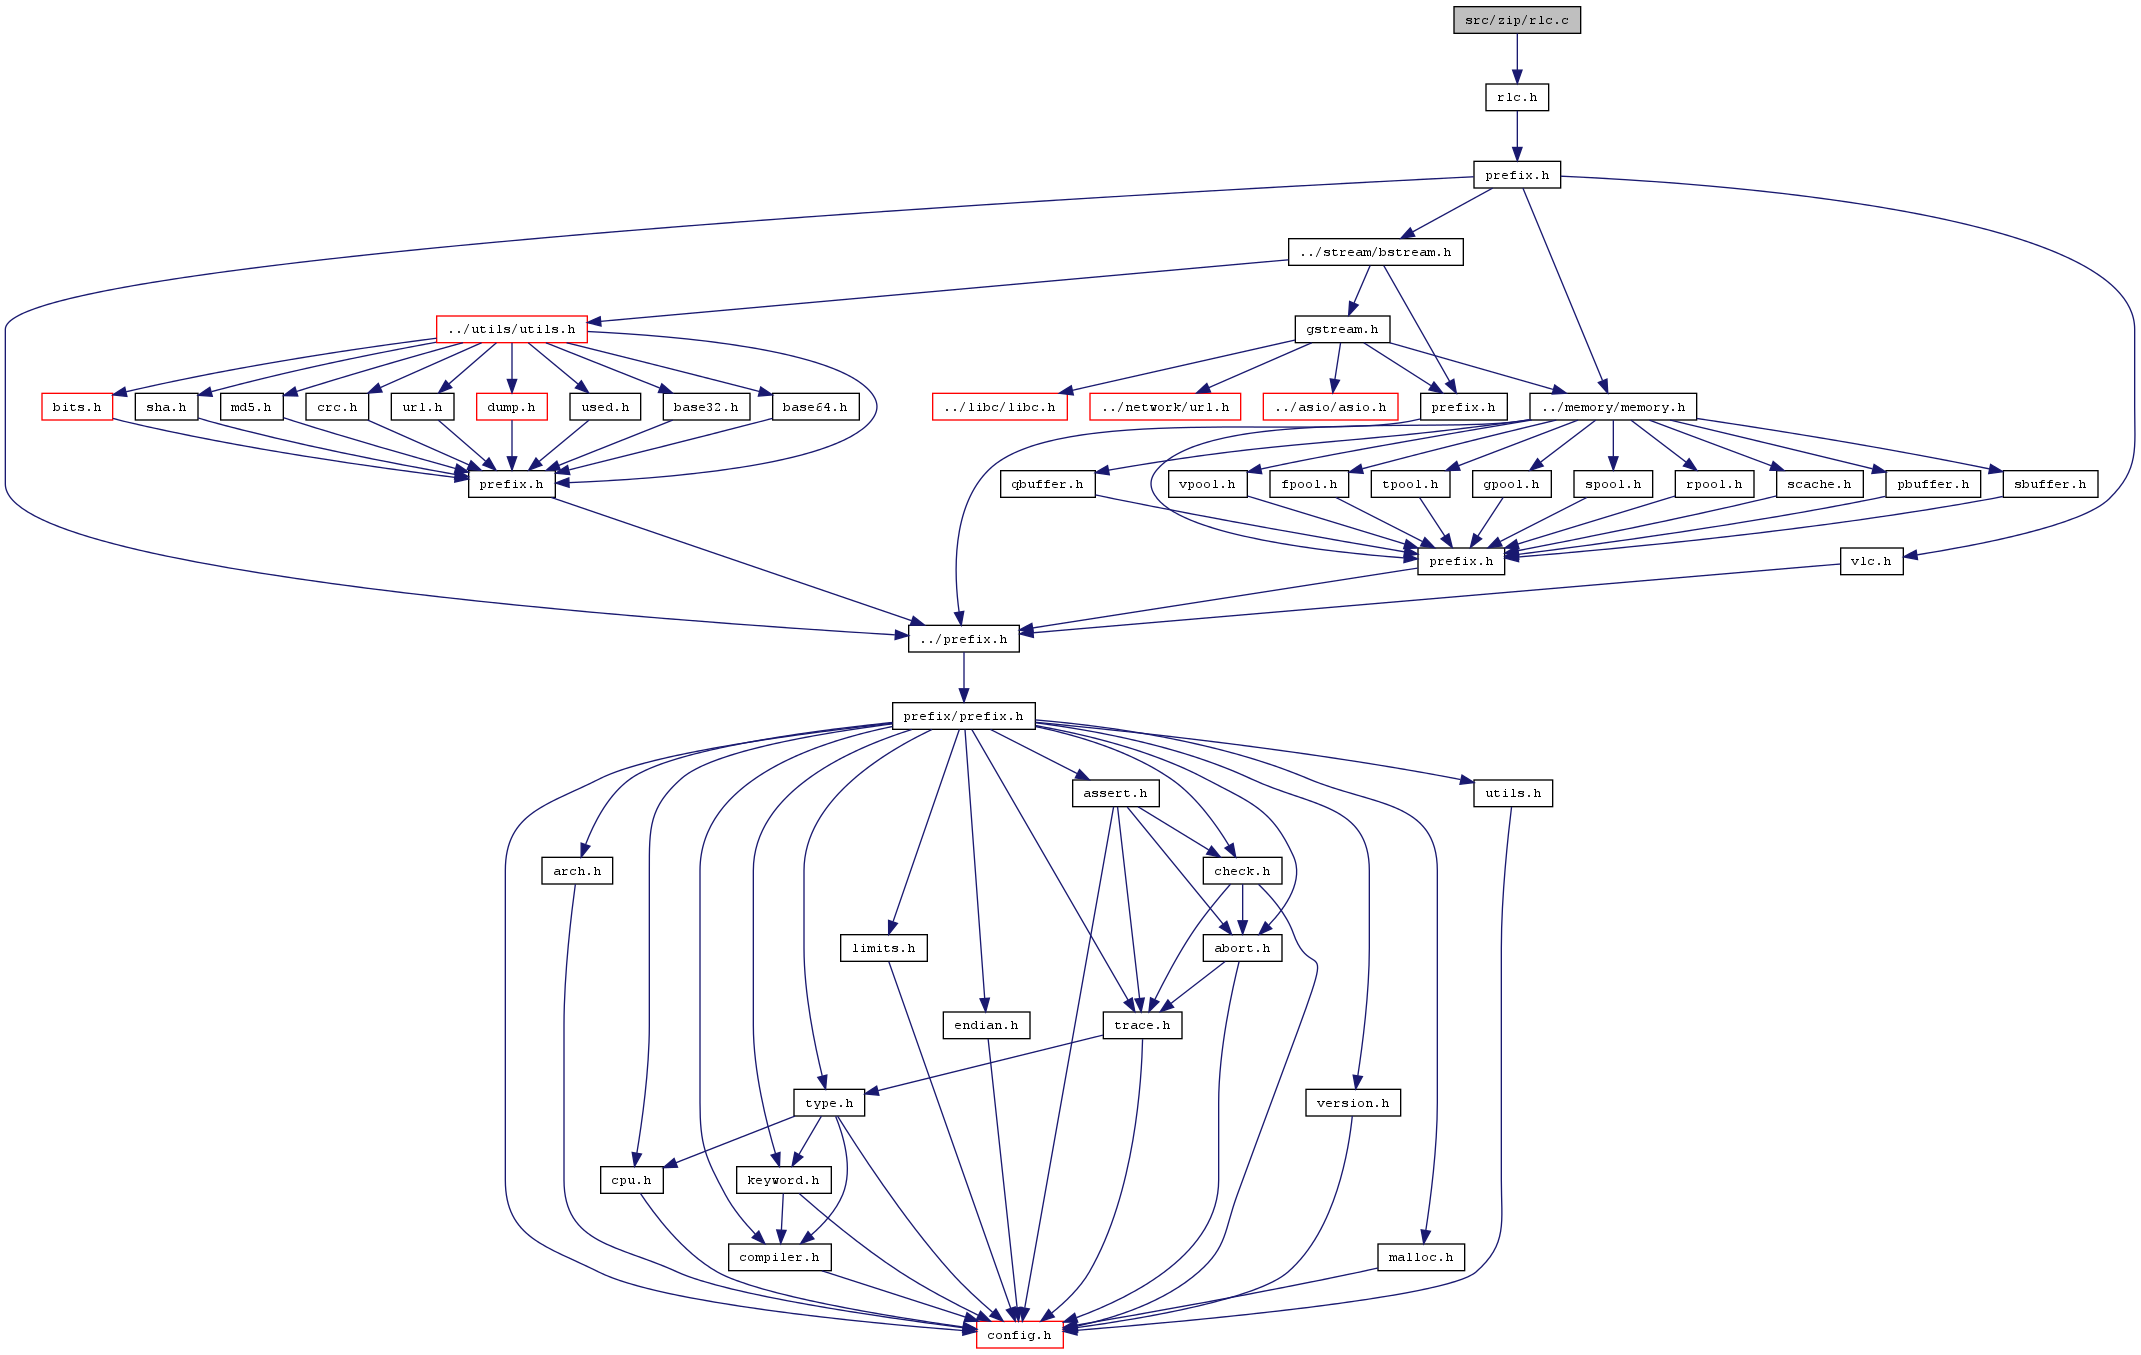 src/zip/rlc.c
rlc.h
prefix.h
../stream/bstream.h
../utils/utils.h
gstream.h
bits.h
sha.h
md5.h
crc.h
url.h
dump.h
used.h
base32.h
base64.h
../libc/libc.h
../network/url.h
../asio/asio.h
prefix.h
../memory/memory.h
prefix.h
qbuffer.h
vpool.h
fpool.h
tpool.h
gpool.h
spool.h
rpool.h
scache.h
pbuffer.h
sbuffer.h
prefix.h
vlc.h
../prefix.h
prefix/prefix.h
assert.h
utils.h
arch.h
check.h
limits.h
abort.h
endian.h
trace.h
type.h
version.h
cpu.h
keyword.h
compiler.h
malloc.h
config.h